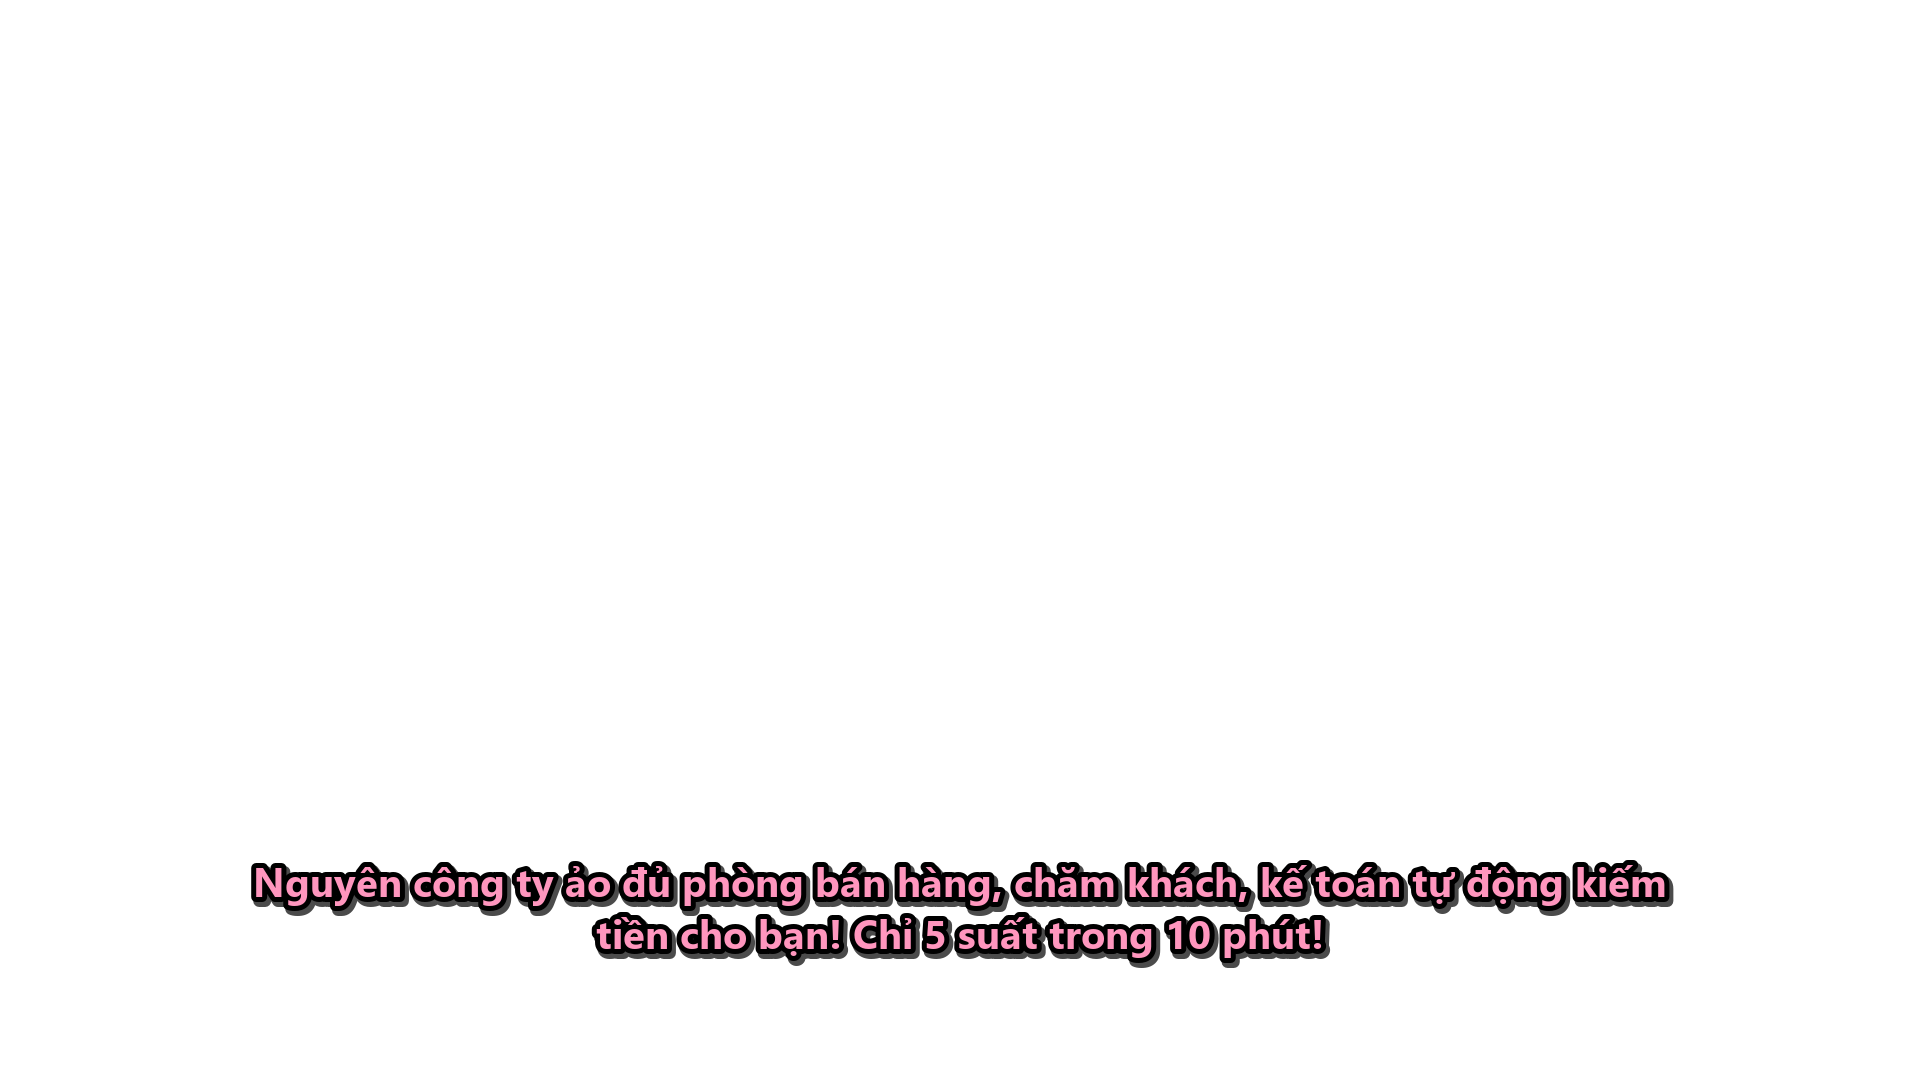 Nguyên công ty ảo đủ phòng bán hàng, chăm khách, kế toán tự động kiếm
tiền cho bạn! Chỉ 5 suất trong 10 phút!